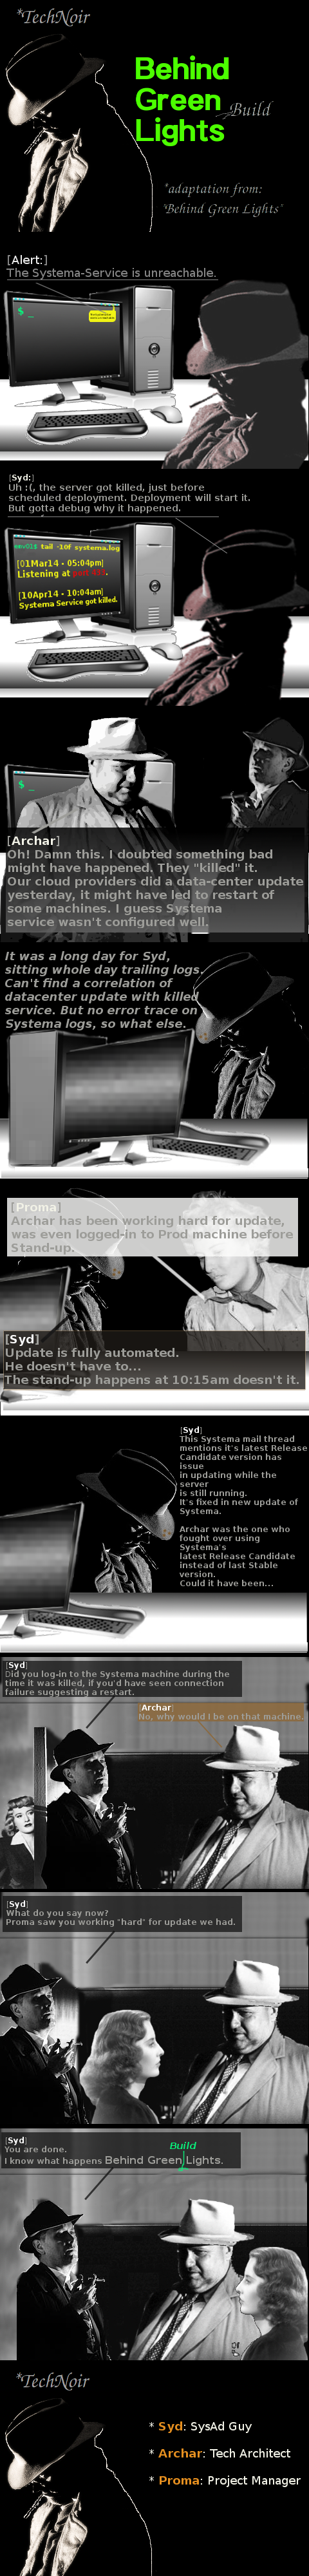 *TechNoir
Behind
Green Build
Lights
*adaptation from:
'Behind Green Lights'
[Alert:]
The Systema-Service is unreachable.
$ _
[Syd:]
Uh :(, the server got killed, just before
scheduled deployment. Deployment will start it.
But gotta debug why it happened.
$ tail -10f systema.log
[01Mar14 - 05:04pm]
Listening at
[10Apr14 - 10:04am]
Systema Service got killed.
$ _
[Archar]
Oh! Damn this. I doubted something bad
might have happened. They "killed" it.
Our cloud providers did a data-center update
yesterday, it might have led to restart of
some machines. I guess Systema
service wasn't configured well.
It was a long day for Syd,
sitting whole day trailing logs.
Can't find a correlation of
datacenter update with killed
service. But no error trace on
Systema logs, so what else.
[Proma]
Archar has been working hard for update,
was even logged-in to Prod machine before
Stand-up.
[Syd]
Update is fully automated.
He doesn't have to...
The stand-up happens at 10:15am doesn't it.
[Syd]
This Systema mail thread
mentions it's latest Release
Candidate version has
issue
in updating while the
server
is still running.
It's fixed in new update of
Systema.
Archar was the one who
fought over using
Systema's
latest Release Candidate
instead of last Stable
version.
Could it have been...
[Syd]
Did you log-in to the Systema machine during the
time it was killed, if you'd have seen connection
failure suggesting a restart.
[Archar]
No, why would I be on that machine.
[Syd]
What do you say now?
Proma saw you working "hard" for update we had.
[Syd]
You are done.
Build
I know what happens Behind Green Lights.
*TechNoir
* Syd: SysAd Guy
* Archar: Tech Architect
* Proma: Project Manager